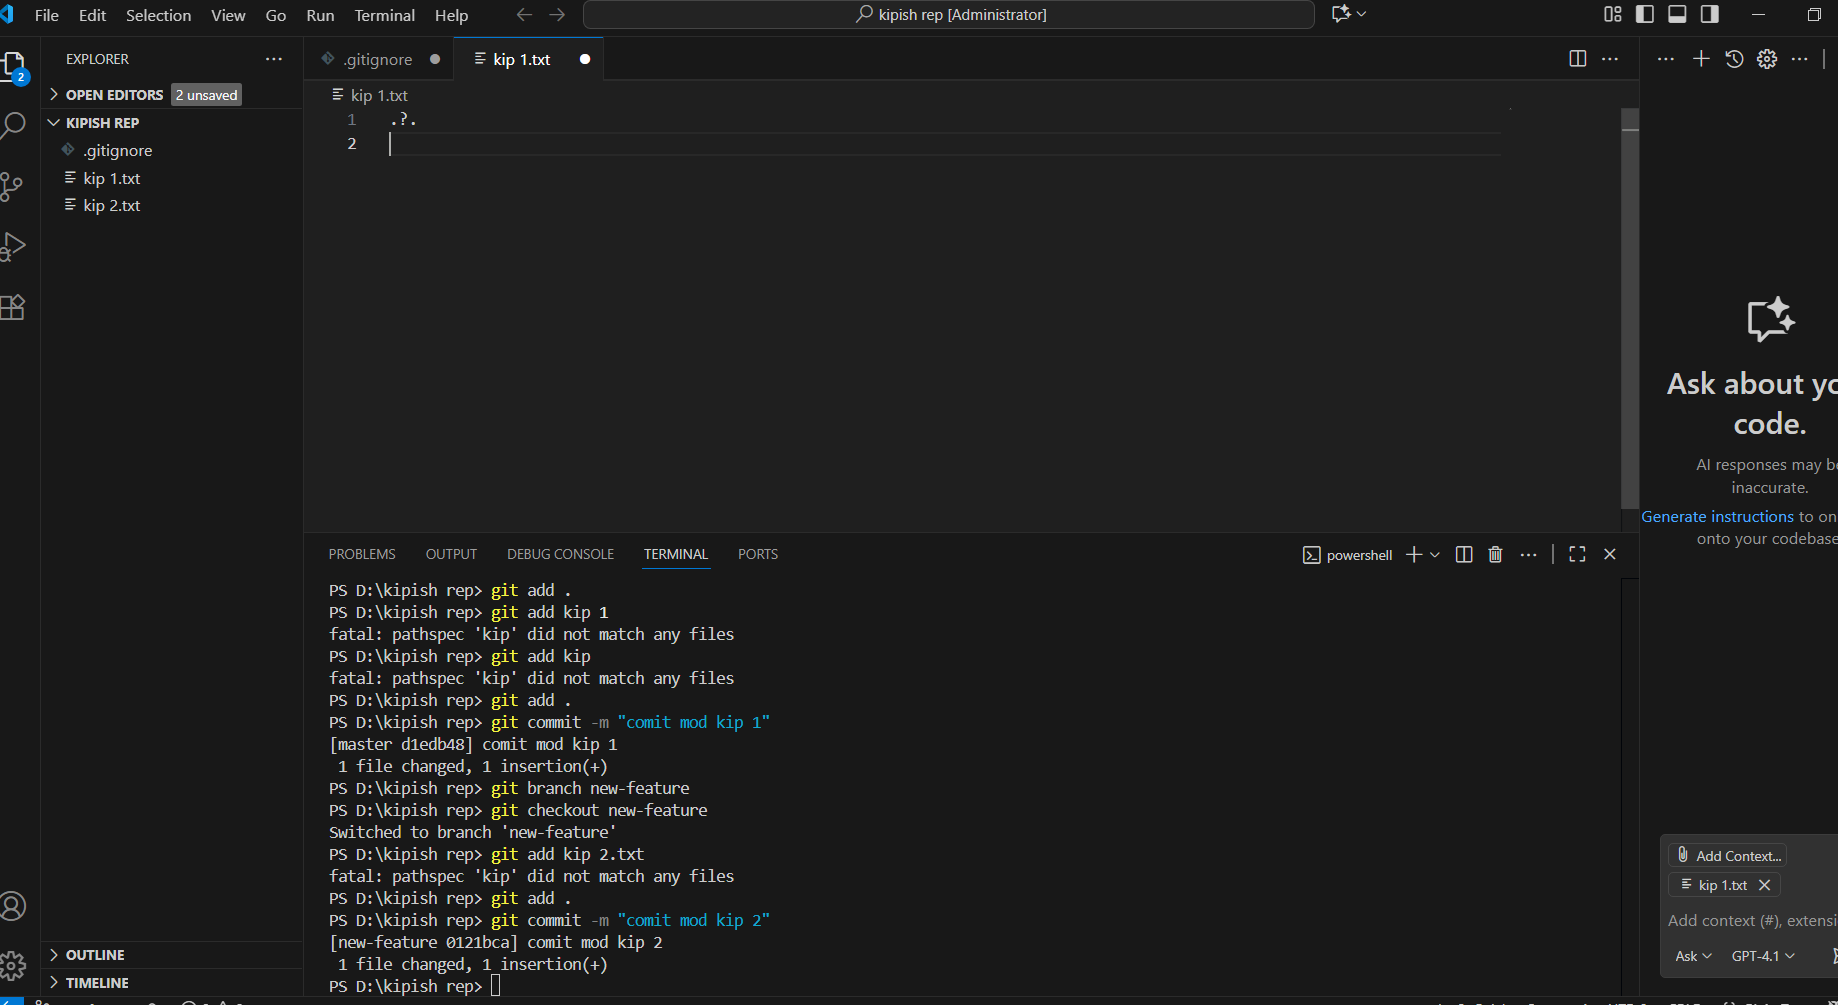 File Edit Selection View Go Run Terminal Help
kipish rep [Administrator]
2
EXPLORER
OPEN EDITORS 2 unsaved
KIPISH REP
.gitignore
kip 1.txt
kip 2.txt
OUTLINE
TIMELINE
.gitignore
kip 1.txt
kip 1.txt
1 .?.
2
PROBLEMS OUTPUT DEBUG CONSOLE TERMINAL PORTS
powershell
PS D:\kipish rep> git add .
PS D:\kipish rep> git add kip 1
fatal: pathspec 'kip' did not match any files
PS D:\kipish rep> git add kip
fatal: pathspec 'kip' did not match any files
PS D:\kipish rep> git add .
PS D:\kipish rep> git commit -m "comit mod kip 1"
[master d1edb48] comit mod kip 1
1 file changed, 1 insertion(+)
PS D:\kipish rep> git branch new-feature
PS D:\kipish rep> git checkout new-feature
Switched to branch 'new-feature'
PS D:\kipish rep> git add kip 2.txt
fatal: pathspec 'kip' did not match any files
PS D:\kipish rep> git add .
PS D:\kipish rep> git commit -m "comit mod kip 2"
[new-feature 0121bca] comit mod kip 2
1 file changed, 1 insertion(+)
PS D:\kipish rep>
Ask about yo
code.
AI responses may be
inaccurate.
Generate instructions to on
onto your codebase
Add Context...
kip 1.txt
Add context (#), extensi
Ask GPT-4.1